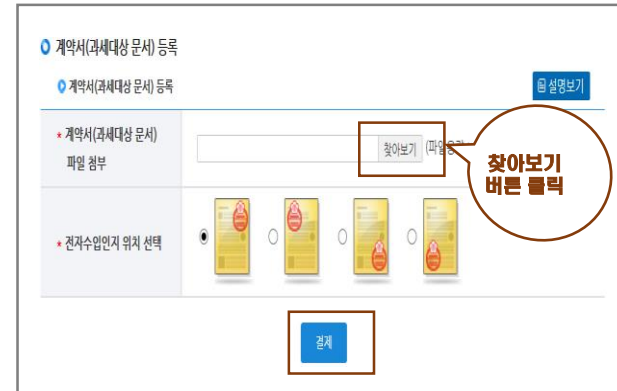 계약서(과세대상 문서) 등록
계약서(과세대상 문서) 등록
설명보기
* 계약서(과세대상 문서)
파일 첨부
찾아보기 (파일
찾아보기
버튼 클릭
* 전자수입인지 위치 선택
결제